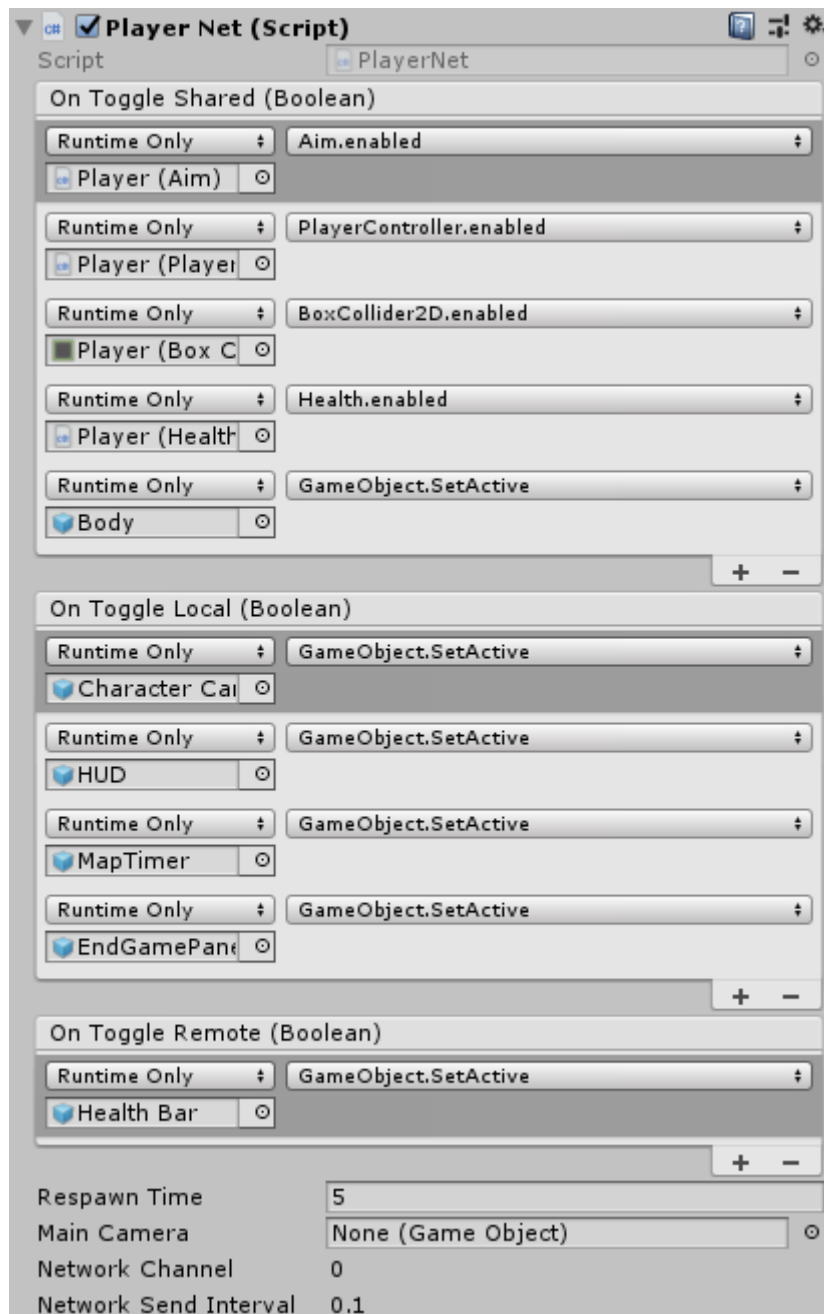 Player Net (Script)
Script PlayerNet
On Toggle Shared (Boolean)
Runtime Only Aim.enabled
Player (Aim)
Runtime Only PlayerController.enabled
Player (Player
Runtime Only BoxCollider2D.enabled
Player (Box C
Runtime Only Health.enabled
Player (Health
Runtime Only GameObject.SetActive
Body
+ −
On Toggle Local (Boolean)
Runtime Only GameObject.SetActive
Character Cai
Runtime Only GameObject.SetActive
HUD
Runtime Only GameObject.SetActive
MapTimer
Runtime Only GameObject.SetActive
EndGamePane
+ −
On Toggle Remote (Boolean)
Runtime Only GameObject.SetActive
Health Bar
+ −
Respawn Time 5
Main Camera None (Game Object)
Network Channel 0
Network Send Interval 0.1